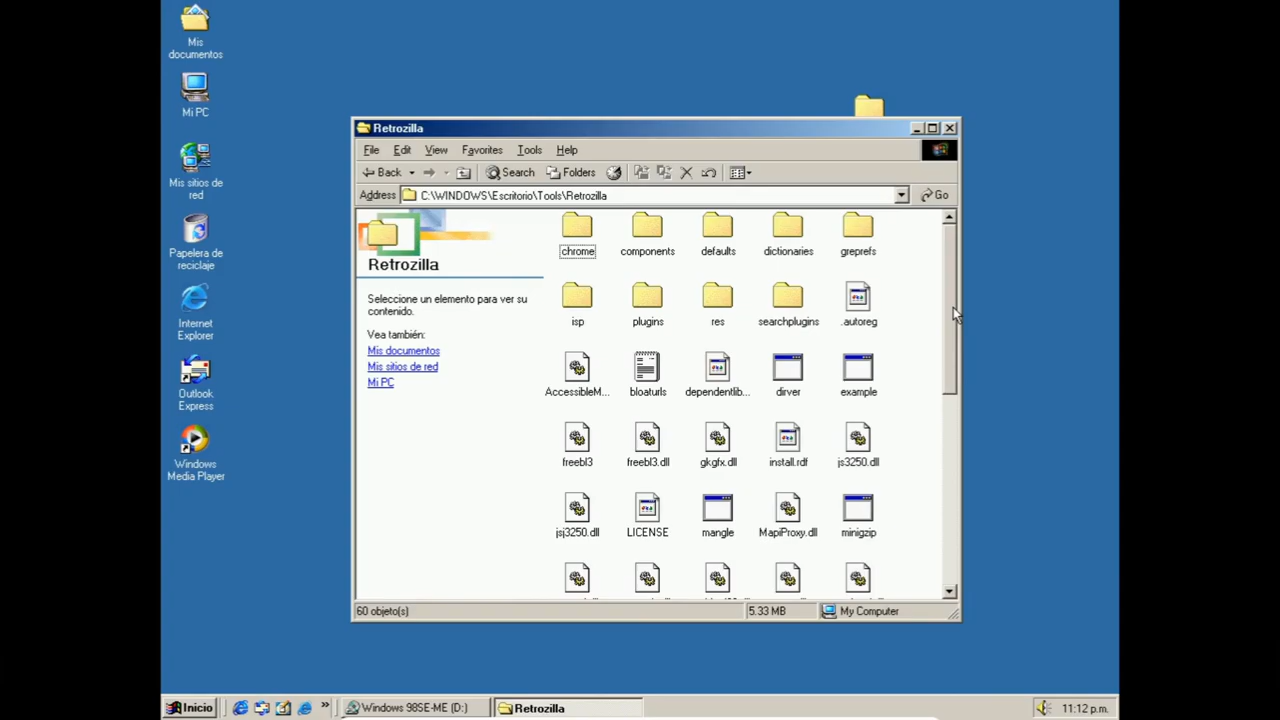 Mis
documentos
Mi PC
Mis sitios de
red
Papelera de
reciclaje
Internet
Explorer
Outlook
Express
Windows
Media Player
Retrozilla
File Edit View Favorites Tools Help
Back Search Folders
Address C:\WINDOWS\Escritorio\Tools\Retrozilla Go
Retrozilla
Seleccione un elemento para ver su
contenido.
Vea también:
Mis documentos
Mis sitios de red
Mi PC
chrome components defaults dictionaries greprefs
isp plugins res searchplugins .autoreg
AccessibleM... bloaturls dependentlib... dirver example
freebl3 freebl3.dll gkgfx.dll install.rdf js3250.dll
jsj3250.dll LICENSE mangle MapiProxy.dll minigzip
60 objeto(s) 5.33 MB My Computer
Inicio » Windows 98SE-ME (D:) Retrozilla 11:12 p.m.